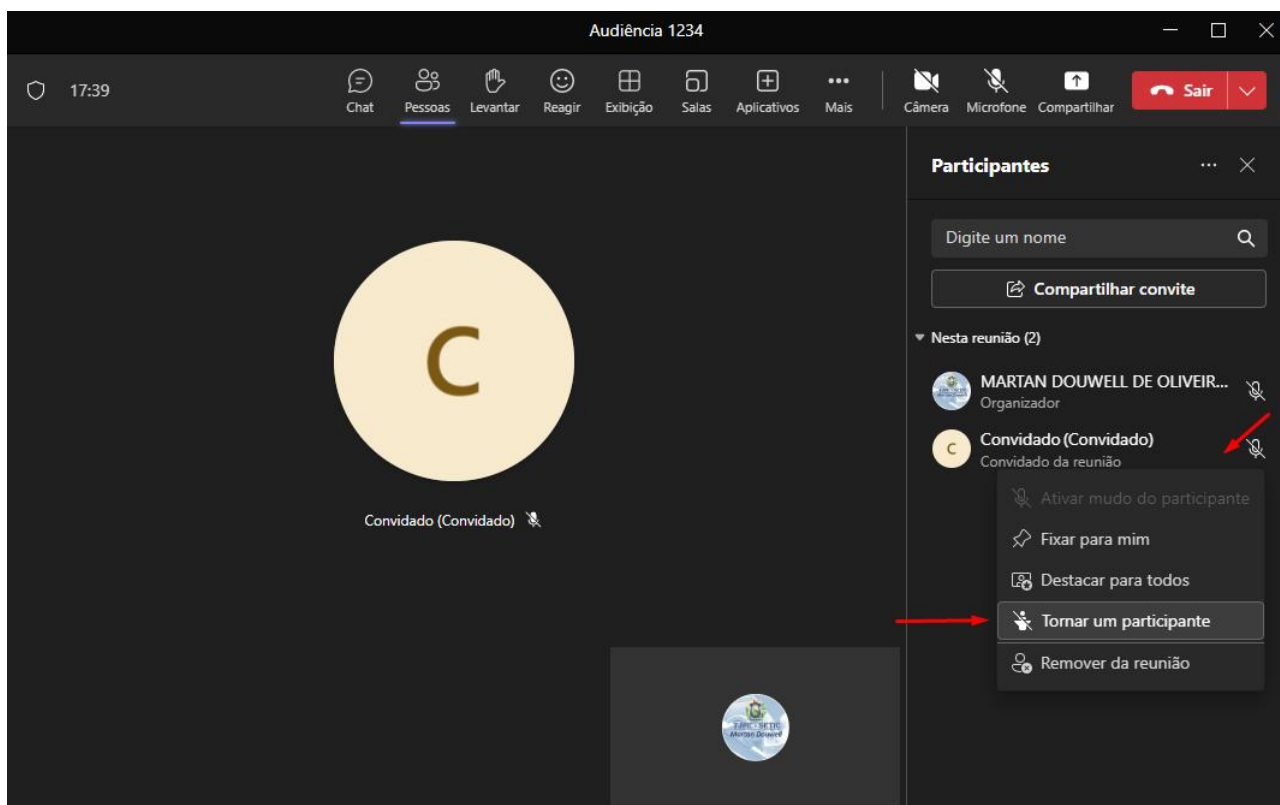 Audiência 1234
17:39
Chat
Pessoas
Levantar
Reagir
Exibição
Salas
Aplicativos
Mais
Câmera
Microfone
Compartilhar
Sair
Participantes
Digite um nome
Compartilhar convite
Nesta reunião (2)
MARTAN DOUWELL DE OLIVEIR...
Organizador
C
Convidado (Convidado)
Convidado da reunião
Ativar mudo do participante
Fixar para mim
Destacar para todos
Tornar um participante
Remover da reunião
C
Convidado (Convidado)
Martan Douwell